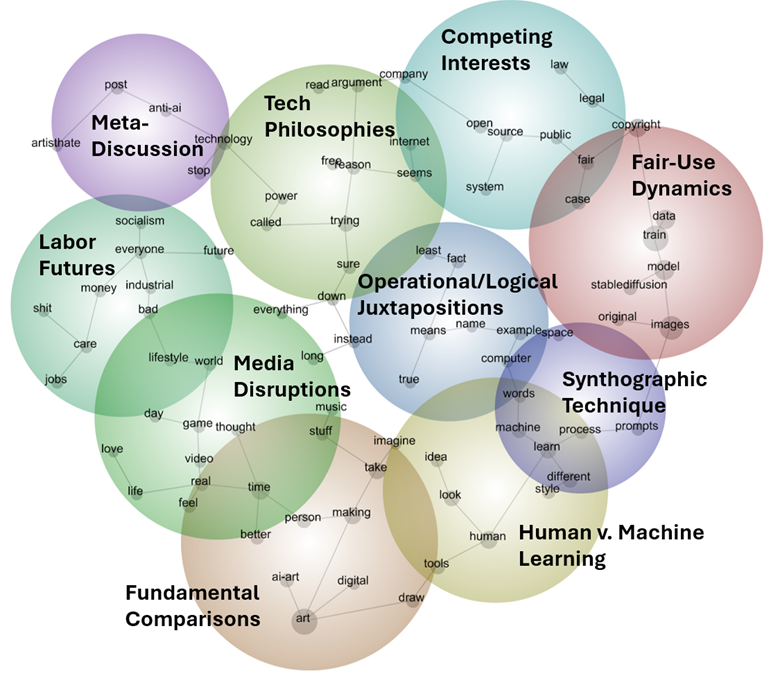 Competing
Interests
law
company
post
read argument
legal
anti-ai
Tech
Philosophies
Meta-
Discussion
open
source
public
copyright
artisthate
technology
internet
free
reason
fair
Fair-Use
Dynamics
stop
seems
system
power
case
called
trying
data
socialism
train
Labor
Futures
everyone
future
least
fact
sure
model
money
industrial
Operational/Logical
Juxtapositions
stablediffusion
shit
bad
everything
down
original
images
means
name
example
space
instead
care
lifestyle
world
long
computer
Media
Disruptions
jobs
true
Synthographic
Technique
words
music
day
game
thought
stuff
machine
process
prompts
imagine
love
learn
video
take
idea
life
real
time
look
different
style
feel
person
making
better
human
Human v. Machine
Learning
tools
ai-art
digital
Fundamental
Comparisons
draw
art